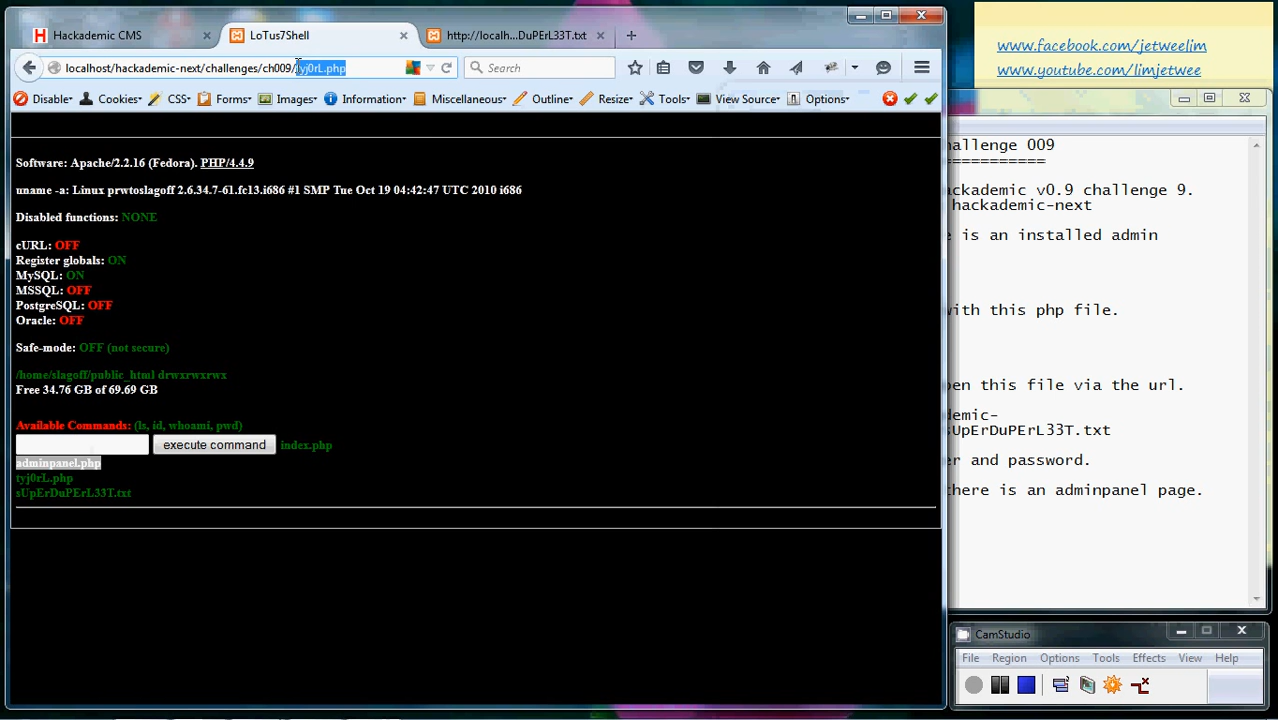 Hackademic CMS
LoTus7Shell
http://localh...DuPErL33T.txt
localhost/hackademic-next/challenges/ch009/tyj0rL.php
Search
Disable
Cookies
CSS
Forms
Images
Information
Miscellaneous
Outline
Resize
Tools
View Source
Options
Software: Apache/2.2.16 (Fedora). PHP/4.4.9
uname -a: Linux prwtoslagoff 2.6.34.7-61.fc13.i686 #1 SMP Tue Oct 19 04:42:47 UTC 2010 i686
Disabled functions: NONE
cURL: OFF
Register globals: ON
MySQL: ON
MSSQL: OFF
PostgreSQL: OFF
Oracle: OFF
Safe-mode: OFF (not secure)
/home/slagoff/public_html drwxrwxrwx
Free 34.76 GB of 69.69 GB
Available Commands: (ls, id, whoami, pwd)
execute command index.php
adminpanel.php
tyj0rL.php
sUpErDuPErL33T.txt
www.facebook.com/jetweelim
www.youtube.com/limjetwee
hallenge 009
===========
ackademic v0.9 challenge 9.
hackademic-next
e is an installed admin
with this php file.
pen this file via the url.
demic-
sUpErDuPErL33T.txt
er and password.
there is an adminpanel page.
CamStudio
File Region Options Tools Effects View Help